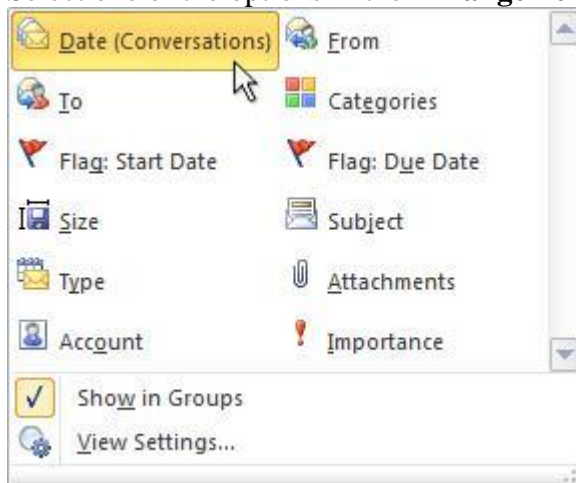 Date (Conversations) From
To Categories
Flag: Start Date Flag: Due Date
Size Subject
Type Attachments
Account Importance
Show in Groups
View Settings...